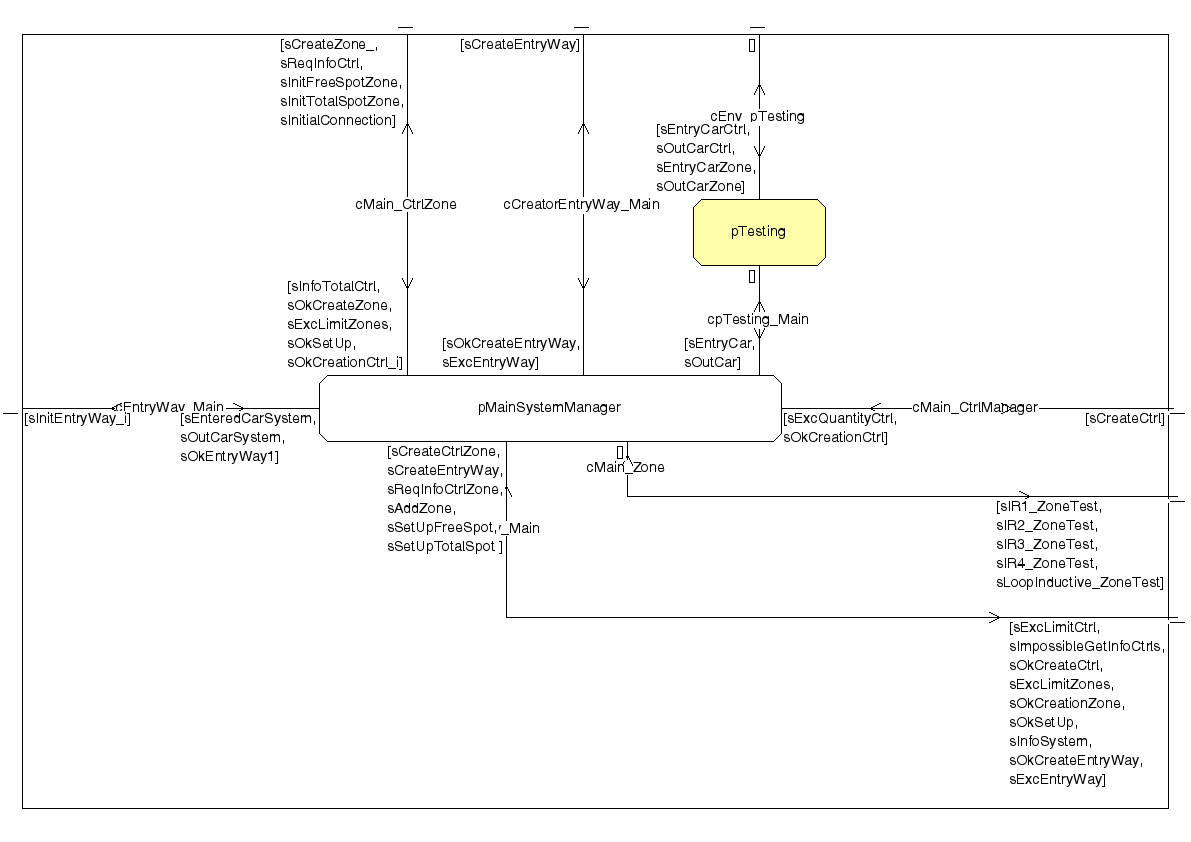 [sCreateZone_,
sReqInfoCtrl,
sInitFreeSpotZone,
sInitTotalSpotZone,
sInitialConnection]
[sCreateEntryWay]
[]
cEnv_pTesting
[sEntryCarCtrl,
sOutCarCtrl,
sEntryCarZone,
sOutCarZone]
cMain_CtrlZone
cCreatorEntryWay_Main
pTesting
[]
[sInfoTotalCtrl,
sOkCreateZone,
sExcLimitZones,
sOkSetUp,
sOkCreationCtrl_i]
[sOkCreateEntryWay,
sExcEntryWay]
cpTesting_Main
[sEntryCar,
sOutCar]
cEntryWay_Main
[sInitEntryWay_i]
[sEnteredCarSystem,
sOutCarSystem,
sOkEntryWay1]
pMainSystemManager
[sExcQuantityCtrl,
sOkCreationCtrl]
cMain_CtrlManager
[sCreateCtrl]
[sCreateCtrlZone,
sCreateEntryWay,
sReqInfoCtrlZone,
sAddZone,
sSetUpFreeSpot,
sSetUpTotalSpot ]
_Main
[]
cMain_Zone
[sIR1_ZoneTest,
sIR2_ZoneTest,
sIR3_ZoneTest,
sIR4_ZoneTest,
sLoopInductive_ZoneTest]
[sExcLimitCtrl,
sImpossibleGetInfoCtrls,
sOkCreateCtrl,
sExcLimitZones,
sOkCreationZone,
sOkSetUp,
sInfoSystem,
sOkCreateEntryWay,
sExcEntryWay]